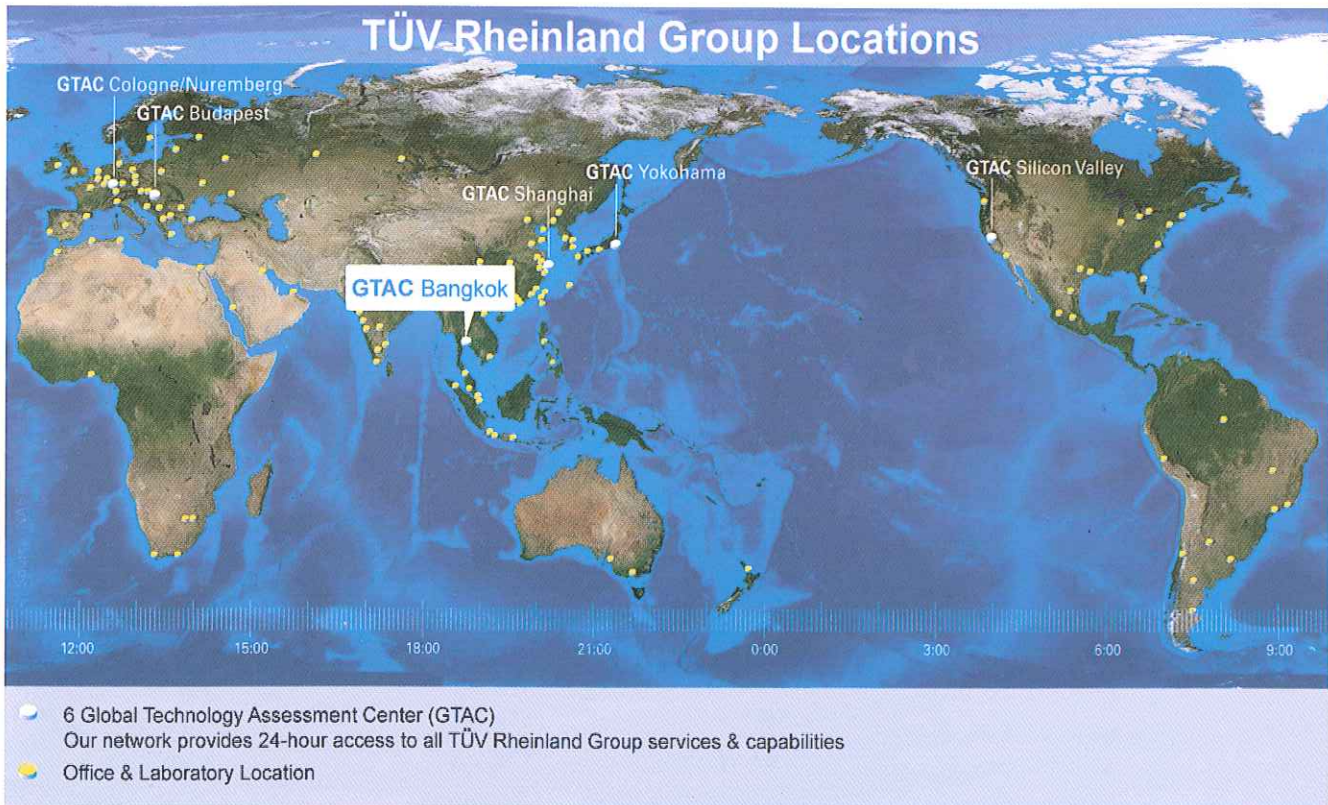 TÜV Rheinland Group Locations
GTAC Cologne/Nuremberg
GTAC Budapest
GTAC Yokohama
GTAC Silicon Valley
GTAC Shanghai
GTAC Bangkok
12:00 15:00 18:00 21:00 0:00 3:00 6:00 9:00
6 Global Technology Assessment Center (GTAC)
Our network provides 24-hour access to all TÜV Rheinland Group services & capabilities
Office & Laboratory Location